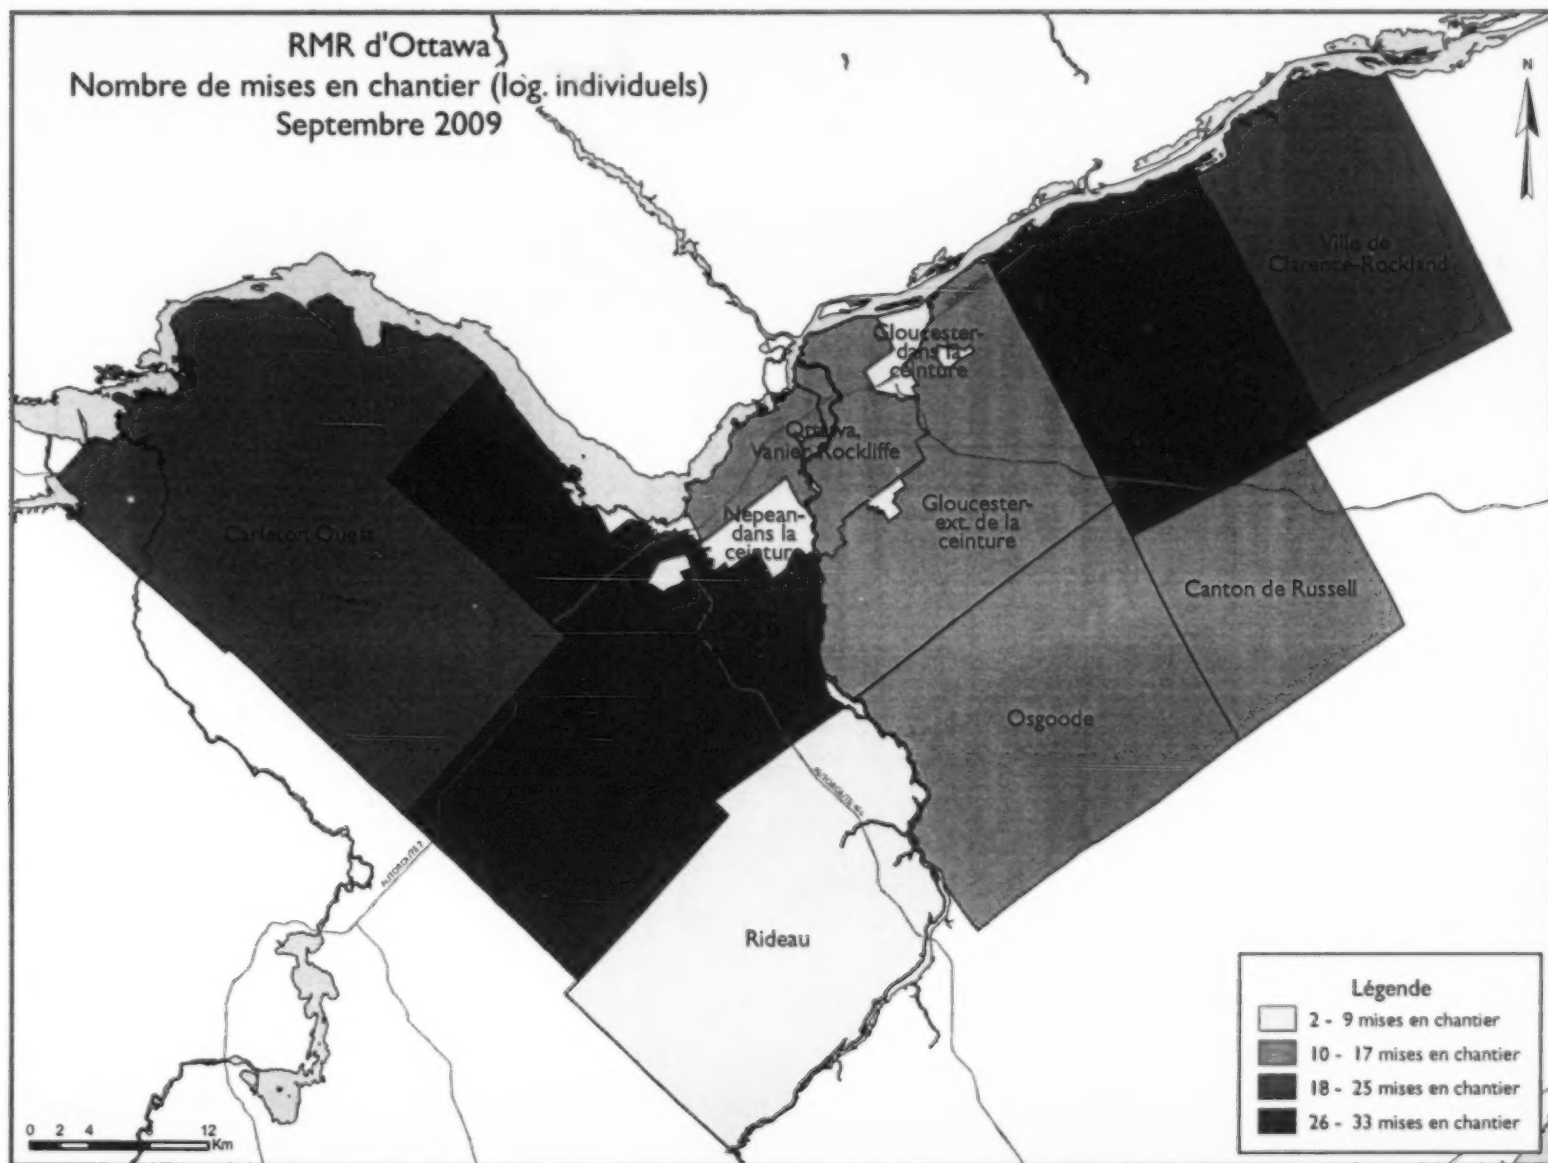 RMR d'Ottawa
Nombre de mises en chantier (log. individuels)
Septembre 2009
N
Ville de
Clarence-Rockland
Gloucester-
dans la
ceinture
Ottawa,
Vanier, Rockliffe
Nepean-
dans la
ceinture
Gloucester-
ext. de la
ceinture
Carleton Ouest
Canton de Russell
Osgoode
AUTOROUTE 7
Rideau
Légende
2 - 9 mises en chantier
10 - 17 mises en chantier
18 - 25 mises en chantier
26 - 33 mises en chantier
0 2 4 8 12
Km